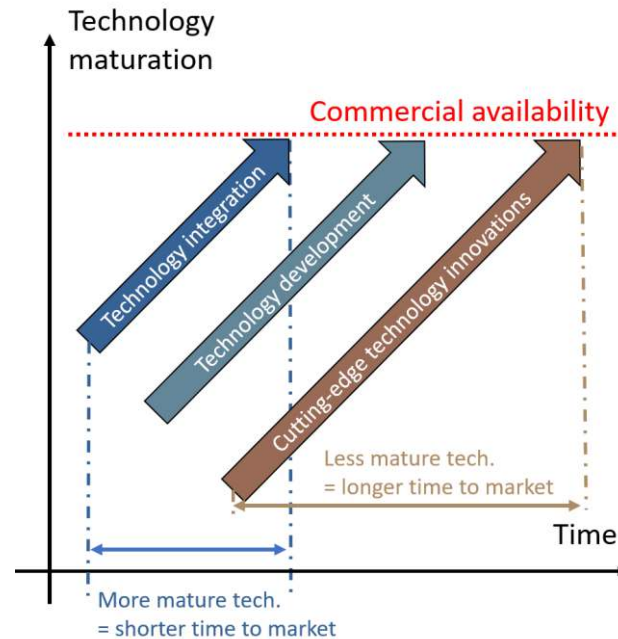 Technology
maturation
Commercial availability
Technology integration
Technology development
Cutting-edge technology innovations
Less mature tech.
= longer time to market
Time
More mature tech.
= shorter time to market